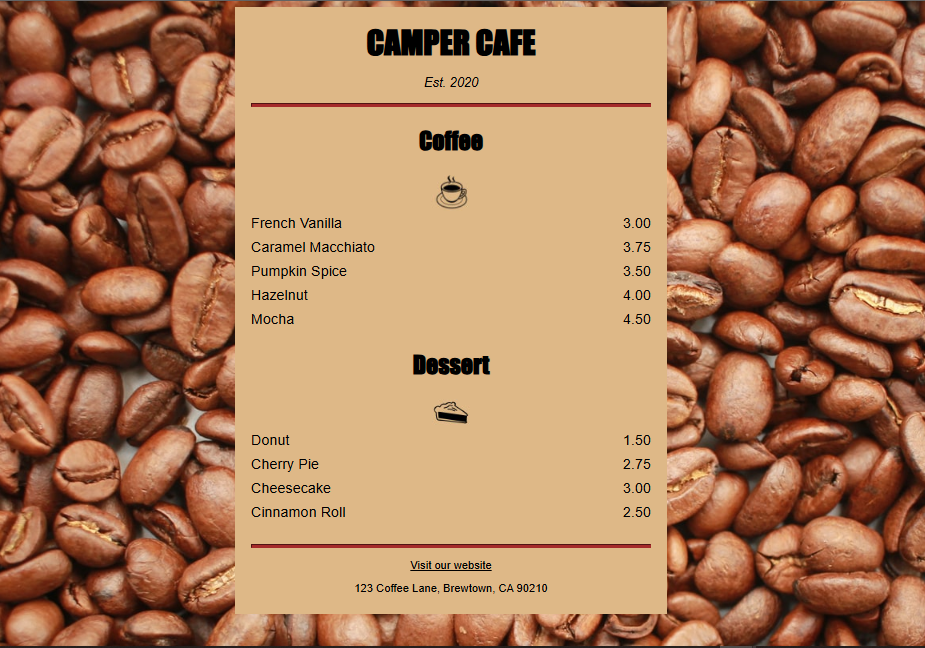 CAMPER CAFE
Est. 2020
Coffee
French Vanilla 3.00
Caramel Macchiato 3.75
Pumpkin Spice 3.50
Hazelnut 4.00
Mocha 4.50
Dessert
Donut 1.50
Cherry Pie 2.75
Cheesecake 3.00
Cinnamon Roll 2.50
Visit our website
123 Coffee Lane, Brewtown, CA 90210